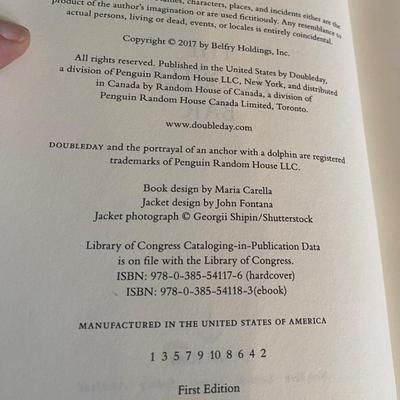 characters, places, and incidents either are the
product of the author's imagination or are used fictitiously. Any resemblance to
actual persons, living or dead, events, or locales is entirely coincidental.
Copyright © 2017 by Belfry Holdings, Inc.
All rights reserved. Published in the United States by Doubleday,
a division of Penguin Random House LLC, New York, and distributed
in Canada by Random House of Canada, a division of
Penguin Random House Canada Limited, Toronto.
www.doubleday.com
DOUBLEDAY and the portrayal of an anchor with a dolphin are registered
trademarks of Penguin Random House LLC.
Book design by Maria Carella
Jacket design by John Fontana
Jacket photograph © Georgii Shipin/Shutterstock
Library of Congress Cataloging-in-Publication Data
is on file with the Library of Congress.
ISBN: 978-0-385-54117-6 (hardcover)
ISBN: 978-0-385-54118-3(ebook)
MANUFACTURED IN THE UNITED STATES OF AMERICA
1 3 5 7 9 10 8 6 4 2
First Edition